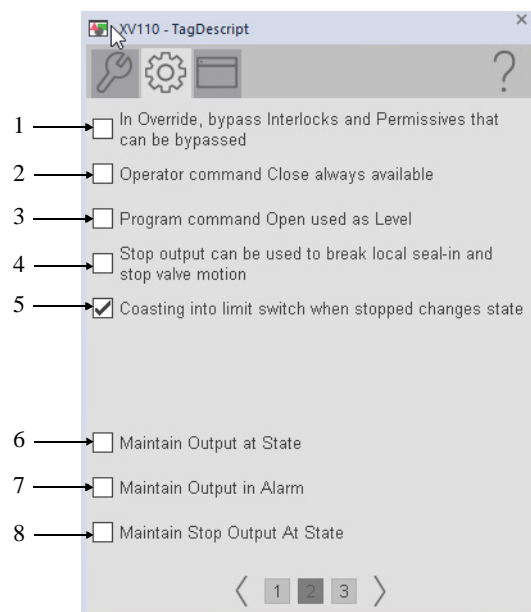 XV110 - TagDescript
1 In Override, bypass Interlocks and Permissives that
can be bypassed
2 Operator command Close always available
3 Program command Open used as Level
4 Stop output can be used to break local seal-in and
stop valve motion
5 Coasting into limit switch when stopped changes state
6 Maintain Output at State
7 Maintain Output in Alarm
8 Maintain Stop Output At State
1 2 3